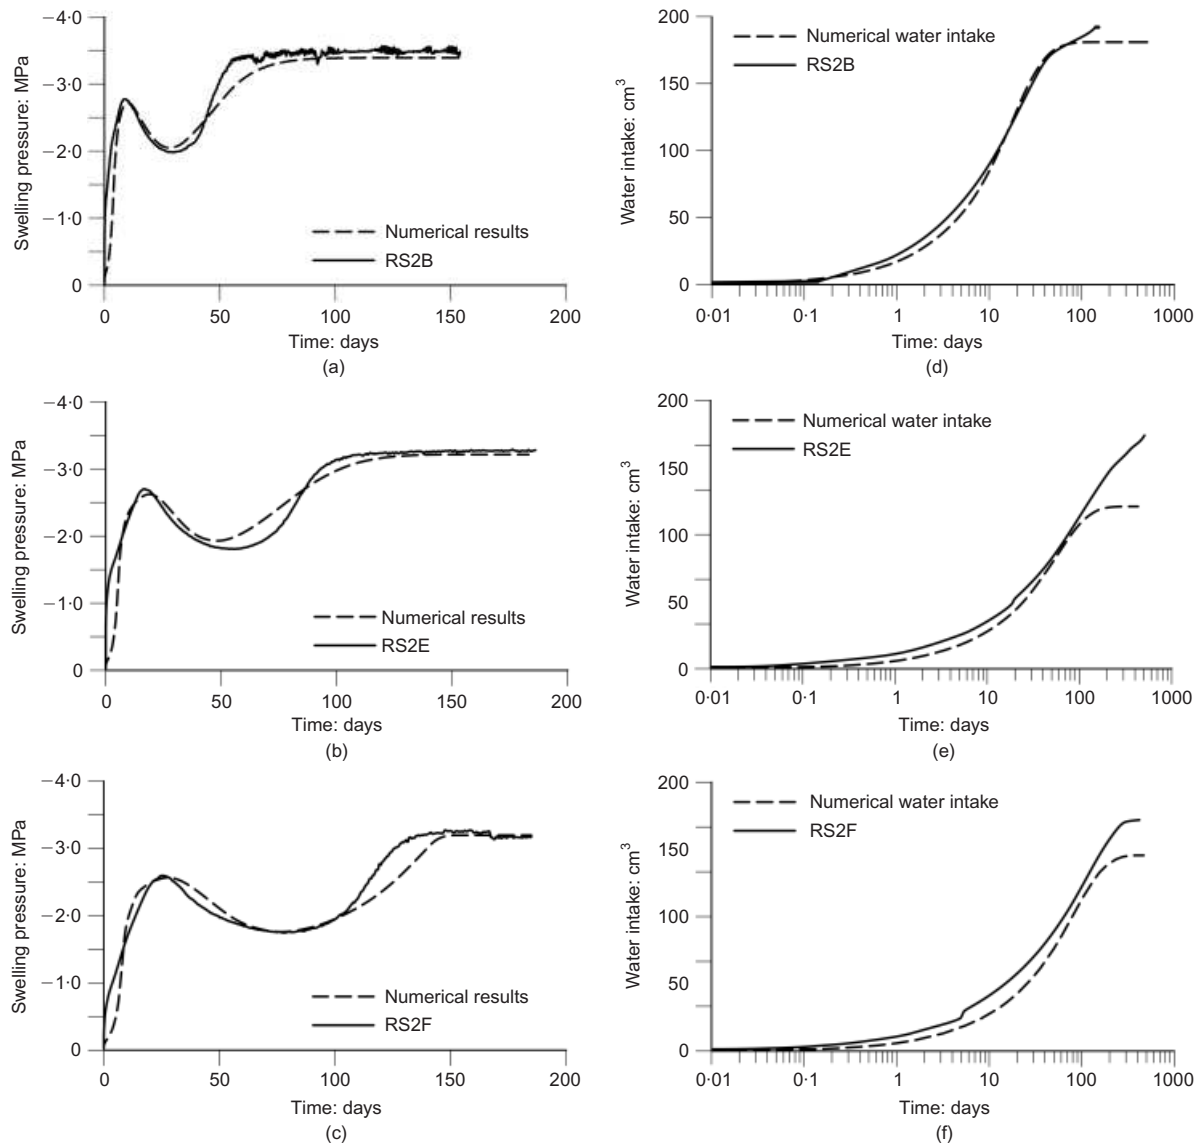 −4·0
−3·0
−2·0
−1·0
0
Swelling pressure: MPa
Numerical results
RS2B
0 50 100 150 200
Time: days
(a)
200
150
100
50
0
Water intake: cm³
Numerical water intake
RS2B
0·01 0·1 1 10 100 1000
Time: days
(d)
−4·0
−3·0
−2·0
−1·0
0
Swelling pressure: MPa
Numerical results
RS2E
0 50 100 150 200
Time: days
(b)
200
150
100
50
0
Water intake: cm³
Numerical water intake
RS2E
0·01 0·1 1 10 100 1000
Time: days
(e)
−4·0
−3·0
−2·0
−1·0
0
Swelling pressure: MPa
Numerical results
RS2F
0 50 100 150 200
Time: days
(c)
200
150
100
50
0
Water intake: cm³
Numerical water intake
RS2F
0·01 0·1 1 10 100 1000
Time: days
(f)